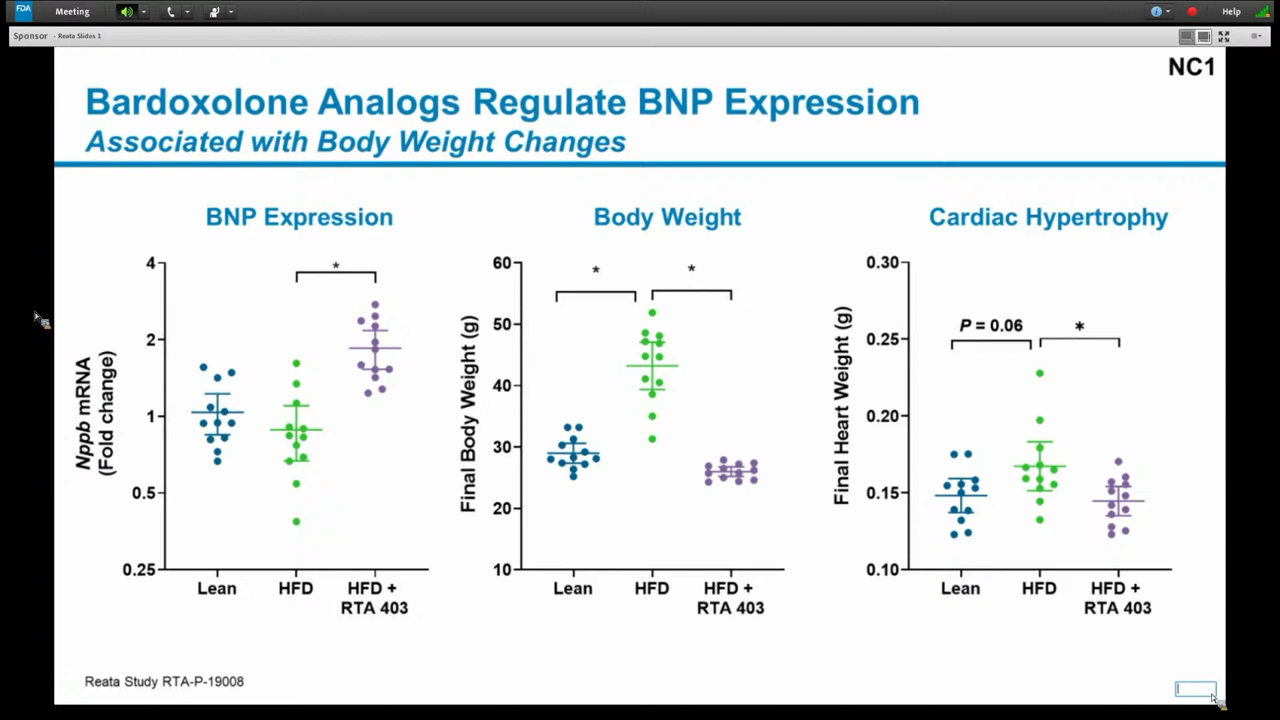 FDA
Meeting
Help
Sponsor - Reata Slides 1
NC1
Bardoxolone Analogs Regulate BNP Expression
Associated with Body Weight Changes
BNP Expression
Nppb mRNA
(Fold change)
4
2
1
0.5
0.25
*
Lean
HFD
HFD +
RTA 403
Body Weight
Final Body Weight (g)
60
50
40
30
20
10
*
*
Lean
HFD
HFD +
RTA 403
Cardiac Hypertrophy
Final Heart Weight (g)
0.30
0.25
0.20
0.15
0.10
P = 0.06
*
Lean
HFD
HFD +
RTA 403
Reata Study RTA-P-19008